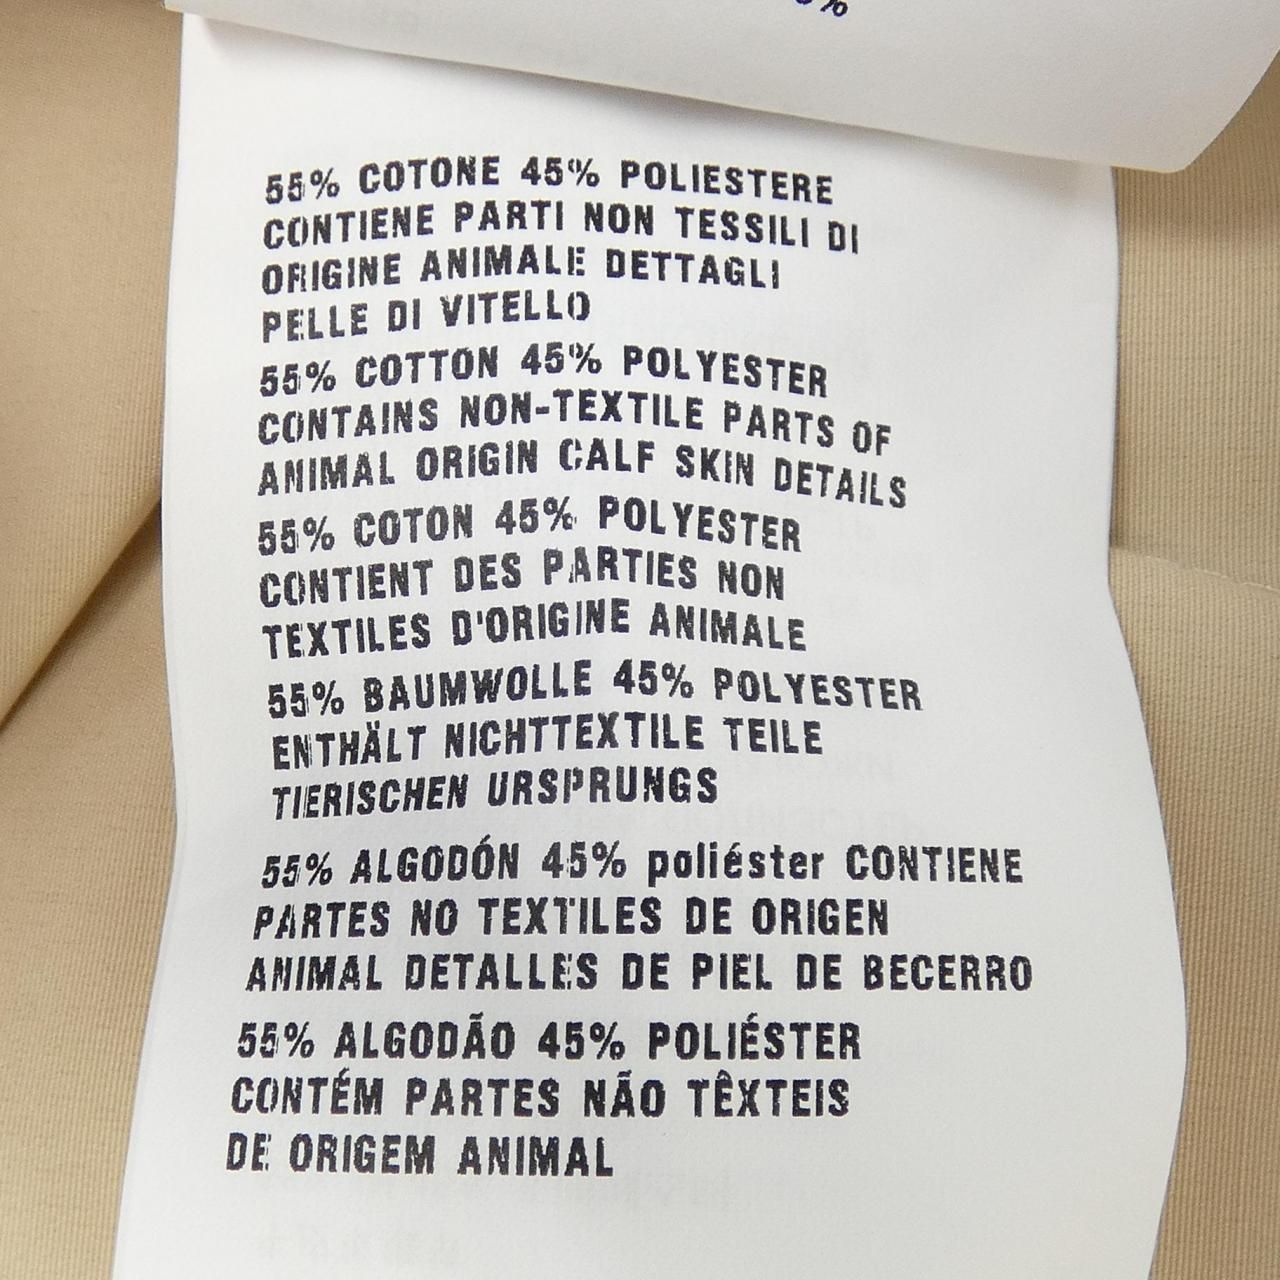 %
55% COTONE 45% POLIESTERE
CONTIENE PARTI NON TESSILI DI
ORIGINE ANIMALE DETTAGLI
PELLE DI VITELLO
55% COTTON 45% POLYESTER
CONTAINS NON-TEXTILE PARTS OF
ANIMAL ORIGIN CALF SKIN DETAILS
55% COTON 45% POLYESTER
CONTIENT DES PARTIES NON
TEXTILES D'ORIGINE ANIMALE
55% BAUMWOLLE 45% POLYESTER
ENTHÄLT NICHTTEXTILE TEILE
TIERISCHEN URSPRUNGS
55% ALGODÓN 45% poliéster CONTIENE
PARTES NO TEXTILES DE ORIGEN
ANIMAL DETALLES DE PIEL DE BECERRO
55% ALGODÃO 45% POLIÉSTER
CONTÉM PARTES NÃO TÊXTEIS
DE ORIGEM ANIMAL